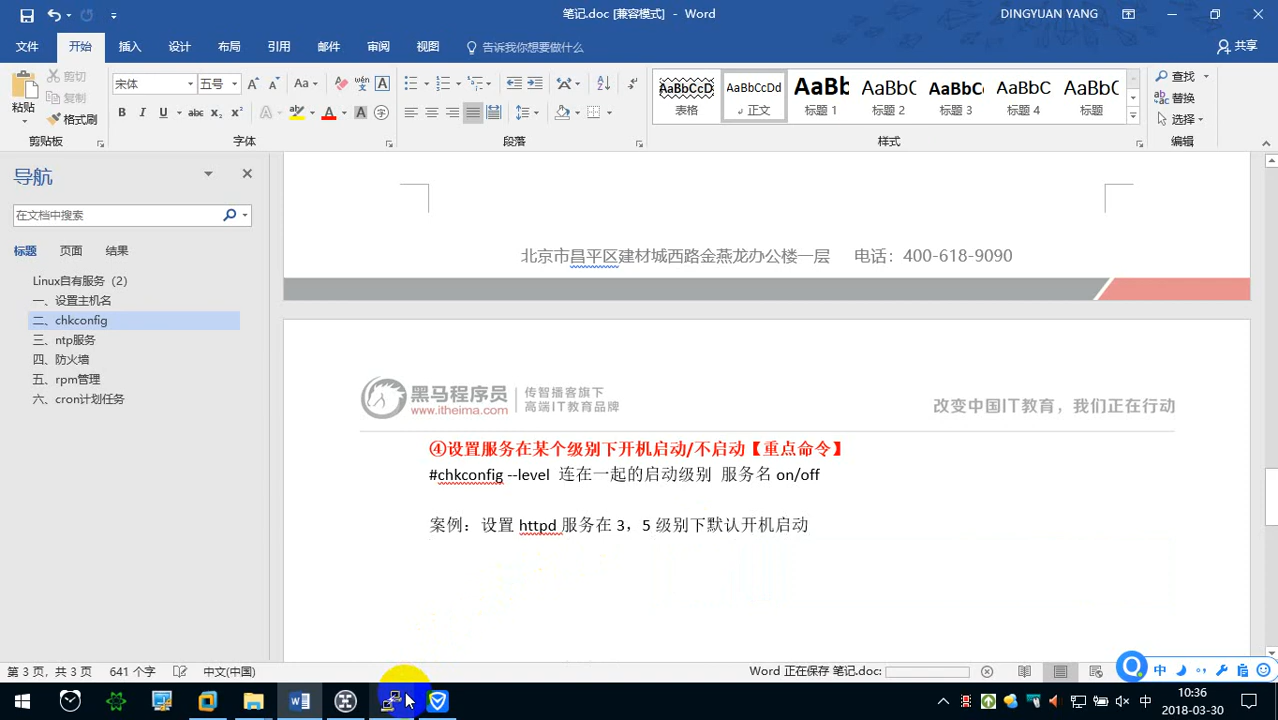 笔记.doc [兼容模式] - Word
DINGYUAN YANG
文件 开始 插入 设计 布局 引用 邮件 审阅 视图 告诉我你想要做什么 共享
粘贴 剪切 复制 格式刷
宋体 五号
AaBbCcD AaBbCcDd AaBb AaBbC AaBbC AaBbC AaBbC
表格 正文 标题 1 标题 2 标题 3 标题 4 标题
查找 替换 选择
剪贴板 字体 段落 样式 编辑
导航
在文档中搜索
标题 页面 结果
Linux自有服务（2）
一、设置主机名
二、chkconfig
三、ntp服务
四、防火墙
五、rpm管理
六、cron计划任务
北京市昌平区建材城西路金燕龙办公楼一层 电话：400-618-9090
黑马程序员 www.itheima.com
传智播客旗下
高端IT教育品牌
改变中国IT教育，我们正在行动
④设置服务在某个级别下开机启动/不启动【重点命令】
#chkconfig --level 连在一起的启动级别 服务名 on/off
案例：设置 httpd 服务在 3，5 级别下默认开机启动
第 3 页，共 3 页 641 个字 中文(中国) Word 正在保存 笔记.doc:
中
中 10:36
2018-03-30